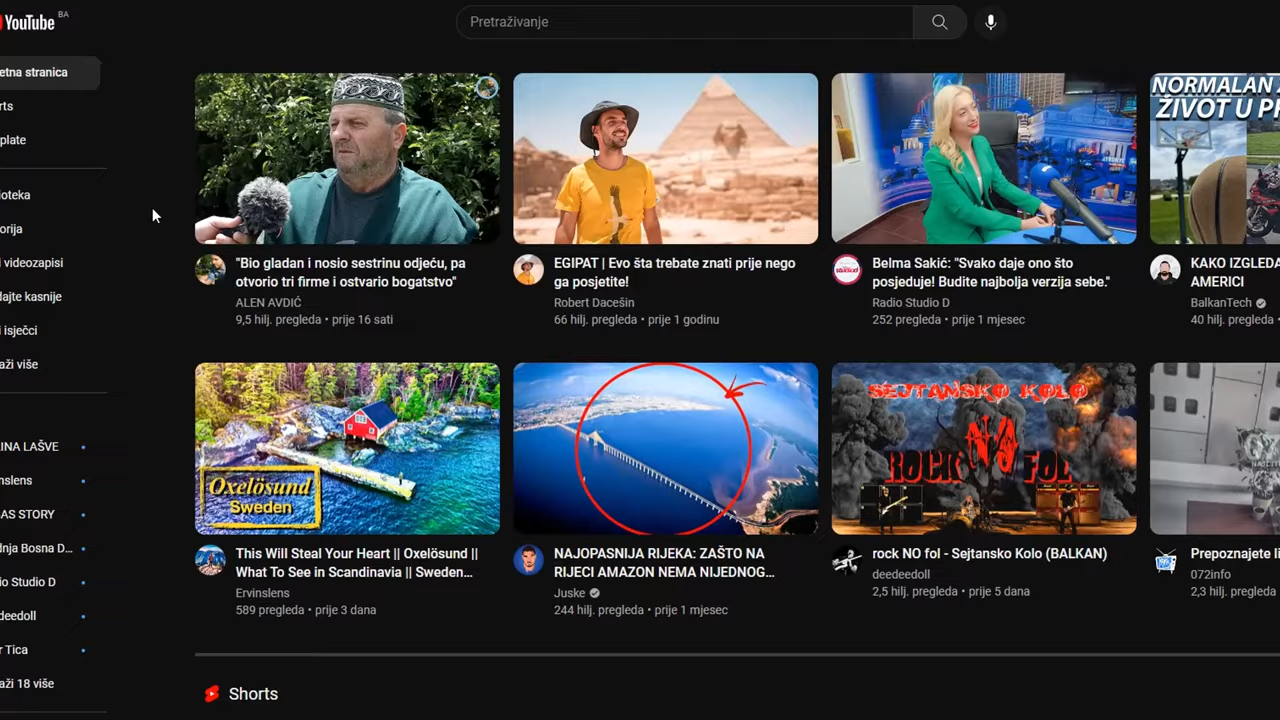 YouTube BA
Pretraživanje
etna stranica
rts
plate
ioteka
orija
i videozapisi
dajte kasnije
i isječci
aži više
INA LAŠVE
nslens
AS STORY
dnja Bosna D...
io Studio D
edeedoll
r Tica
aži 18 više
"Bio gladan i nosio sestrinu odjeću, pa
otvorio tri firme i ostvario bogatstvo"
ALEN AVDIĆ
9,5 hilj. pregleda • prije 16 sati
EGIPAT | Evo šta trebate znati prije nego
ga posjetite!
Robert Dacešin
66 hilj. pregleda • prije 1 godinu
Belma Sakić: "Svako daje ono što
posjeduje! Budite najbolja verzija sebe."
Radio Studio D
252 pregleda • prije 1 mjesec
NORMALAN
ŽIVOT U
KAKO IZGLEDA
AMERICI
BalkanTech
40 hilj. pregleda
Oxelösund
Sweden
This Will Steal Your Heart || Oxelösund ||
What To See in Scandinavia || Sweden...
Ervinslens
589 pregleda • prije 3 dana
NAJOPASNIJA RIJEKA: ZAŠTO NA
RIJECI AMAZON NEMA NIJEDNOG...
Juske
244 hilj. pregleda • prije 1 mjesec
SEJTANSKO KOLO
ROCK NO FOL
rock NO fol - Sejtansko Kolo (BALKAN)
deedeedoll
2,5 hilj. pregleda • prije 5 dana
Prepoznajete li
072info
2,3 hilj. pregleda
Shorts